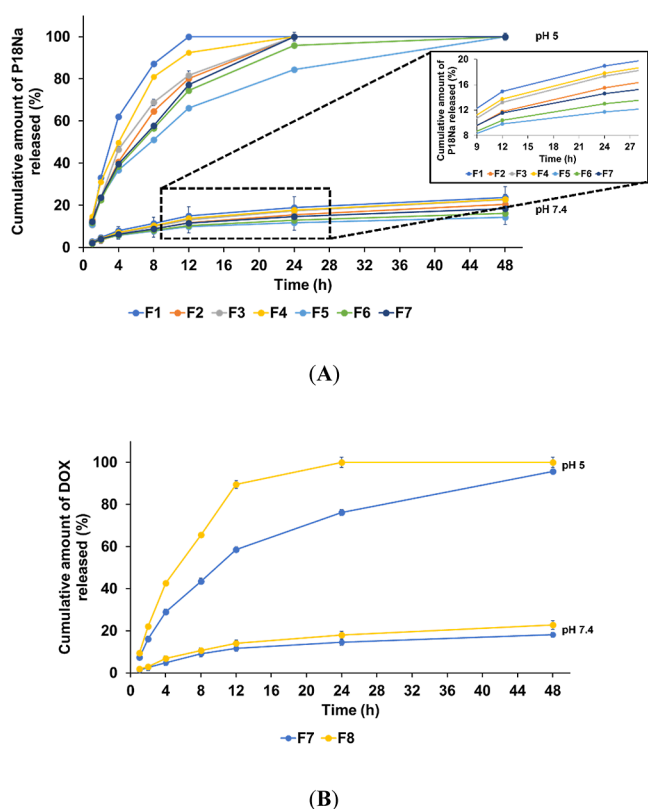 Cumulative amount of P18Na
released (%)
120
100
80
60
40
20
0
0 4 8 12 16 20 24 28 32 36 40 44 48
Time (h)
pH 5
pH 7.4
Cumulative amount of
P18Na released (%)
20
16
12
8
9 12 15 18 21 24 27
Time (h)
F1 F2 F3 F4 F5 F6 F7
F1 F2 F3 F4 F5 F6 F7
(A)
Cumulative amount of DOX
released (%)
100
80
60
40
20
0
0 4 8 12 16 20 24 28 32 36 40 44 48
Time (h)
pH 5
pH 7.4
F7 F8
(B)